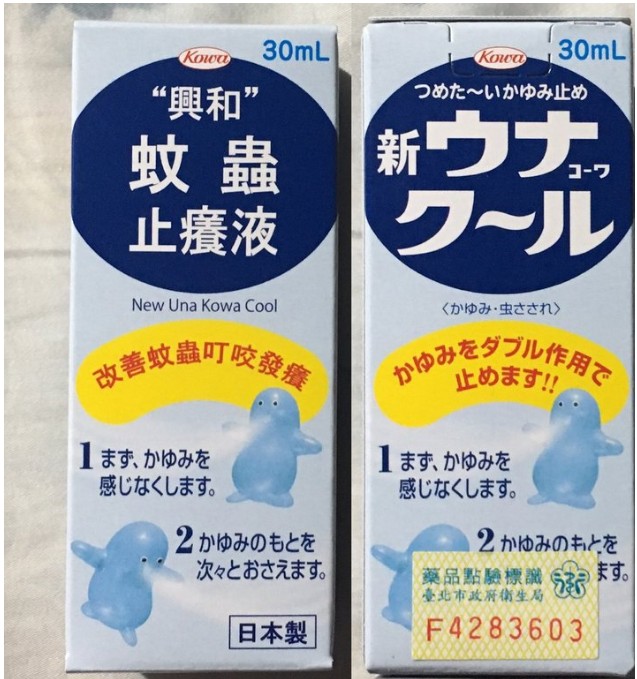 Kowa
30mL
“興和”
蚊蟲
止癢液
New Una Kowa Cool
改善蚊蟲叮咬發癢
1まず、かゆみを
感じなくします。
2かゆみのもとを
次々とおさえます。
日本製
Kowa
30mL
つめた〜いかゆみ止め
新ウナ
コーワ
ク〜ル
〈かゆみ・虫さされ〉
かゆみをダブル作用で
止めます!!
1まず、かゆみを
感じなくします。
2かゆみのもとを
ます。
藥品點驗標識
臺北市政府衛生局
F4283603